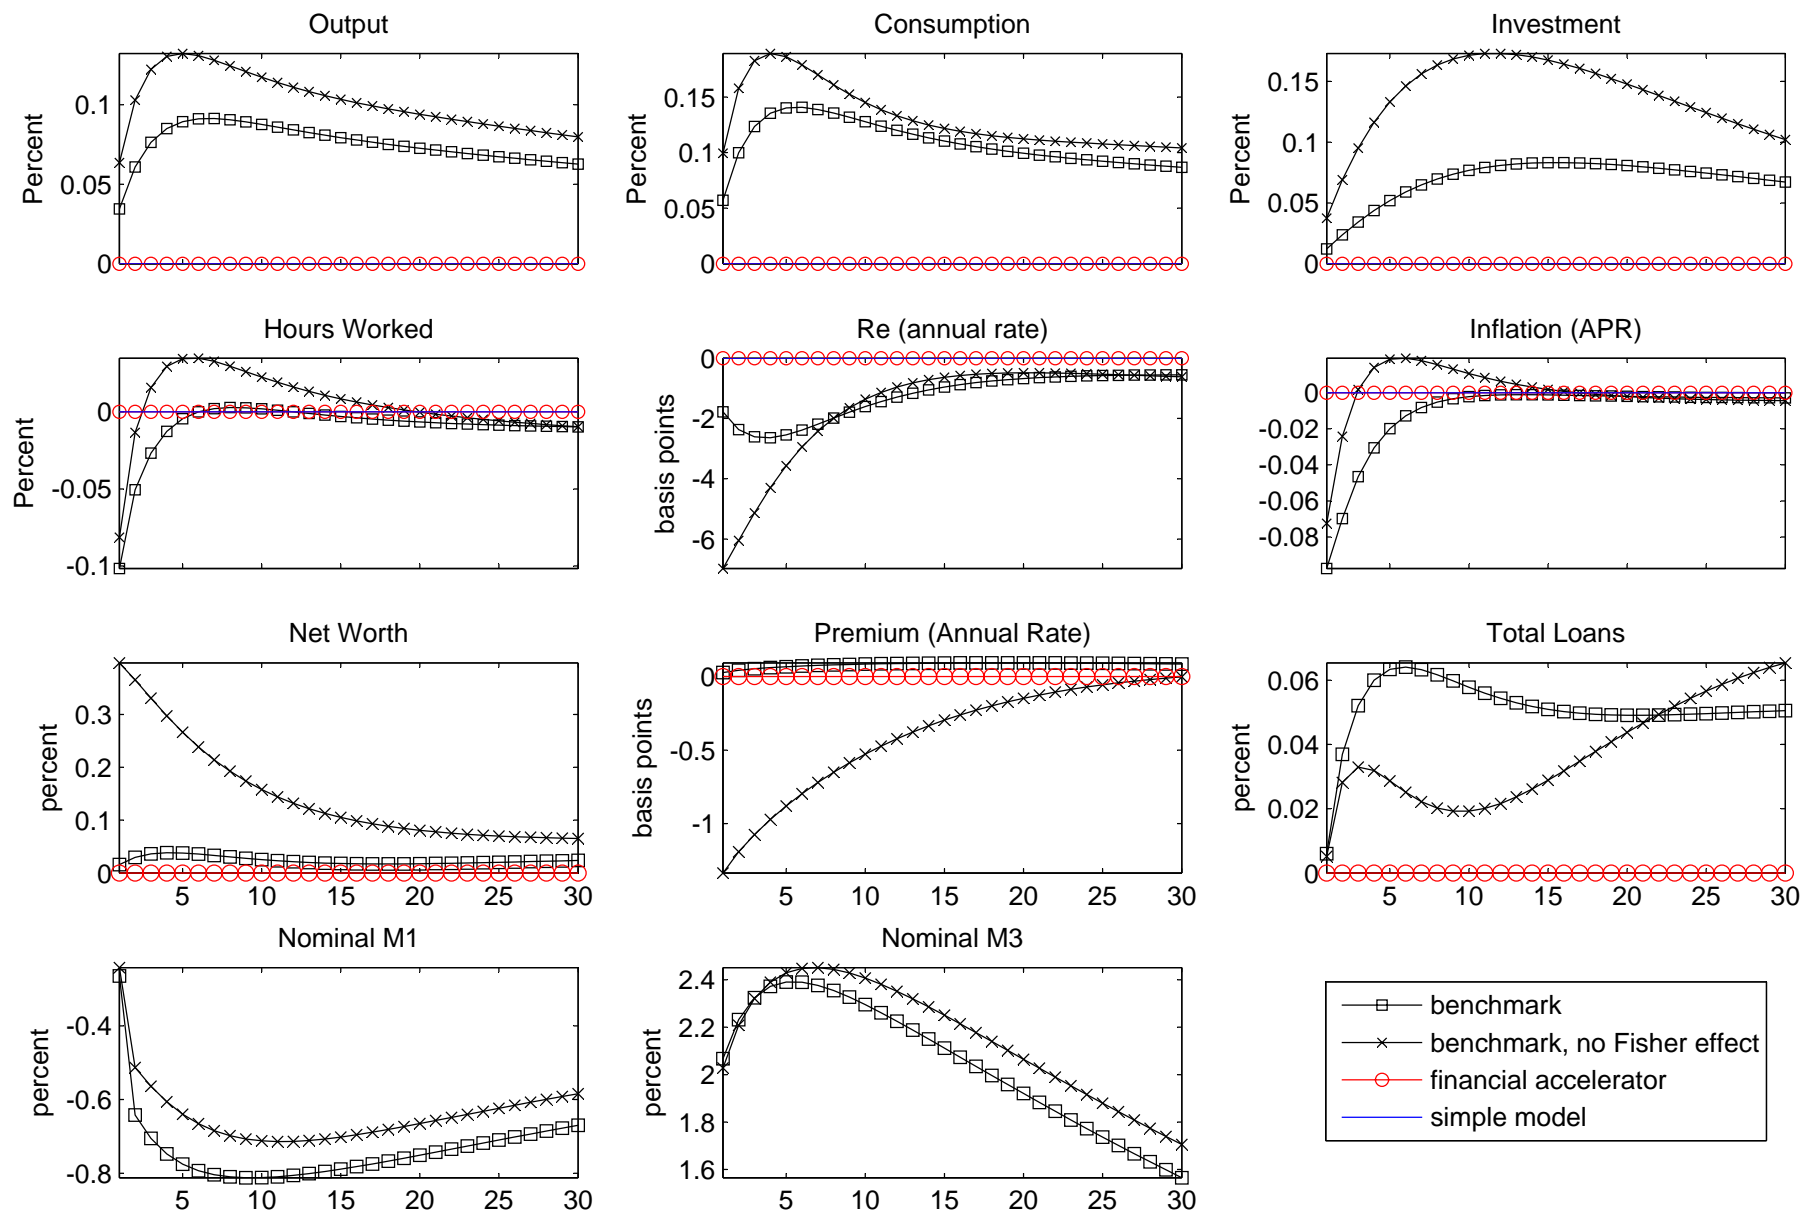 Output
Consumption
Investment
Percent
0.1
0.05
0
Percent
0.15
0.1
0.05
0
Percent
0.15
0.1
0.05
0
Hours Worked
Re (annual rate)
Inflation (APR)
Percent
0
-0.05
-0.1
basis points
0
-2
-4
-6
0
-0.02
-0.04
-0.06
-0.08
Net Worth
Premium (Annual Rate)
Total Loans
percent
0.3
0.2
0.1
0
5 10 15 20 25 30
basis points
0
-0.5
-1
5 10 15 20 25 30
percent
0.06
0.04
0.02
0
5 10 15 20 25 30
Nominal M1
Nominal M3
percent
-0.4
-0.6
-0.8
5 10 15 20 25 30
percent
2.4
2.2
2
1.8
1.6
5 10 15 20 25 30
benchmark
benchmark, no Fisher effect
financial accelerator
simple model